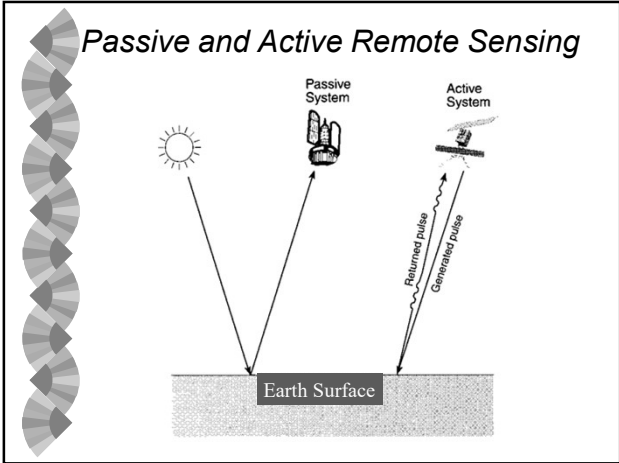 Passive and Active Remote Sensing
Passive
System
Active
System
Returned pulse
Generated pulse
Earth Surface